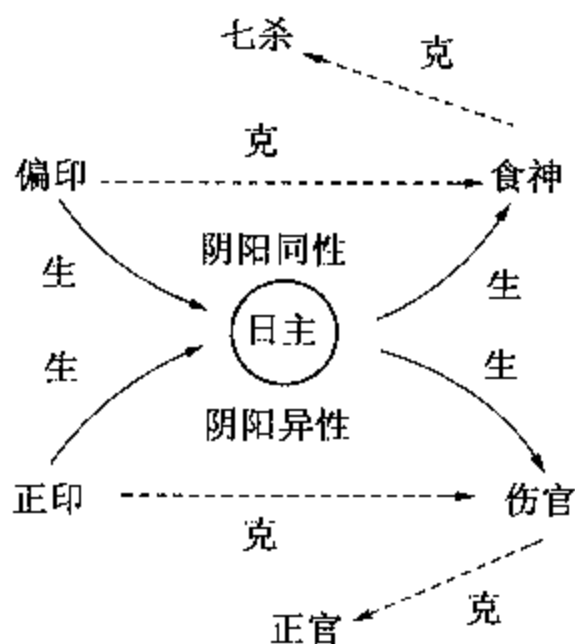 七杀
克
克
偏印
食神
阴阳同性
生
生
日主
生
生
阴阳异性
正印
伤官
克
克
正官